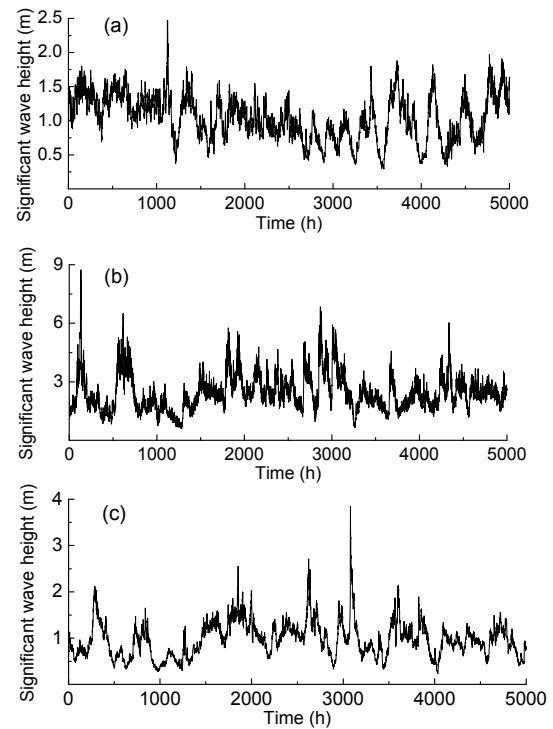 (a)
Significant wave height (m)
2.5
2.0
1.5
1.0
0.5
0 1000 2000 3000 4000 5000
Time (h)
(b)
Significant wave height (m)
9
6
3
0 1000 2000 3000 4000 5000
Time (h)
(c)
Significant wave height (m)
4
3
2
1
0 1000 2000 3000 4000 5000
Time (h)